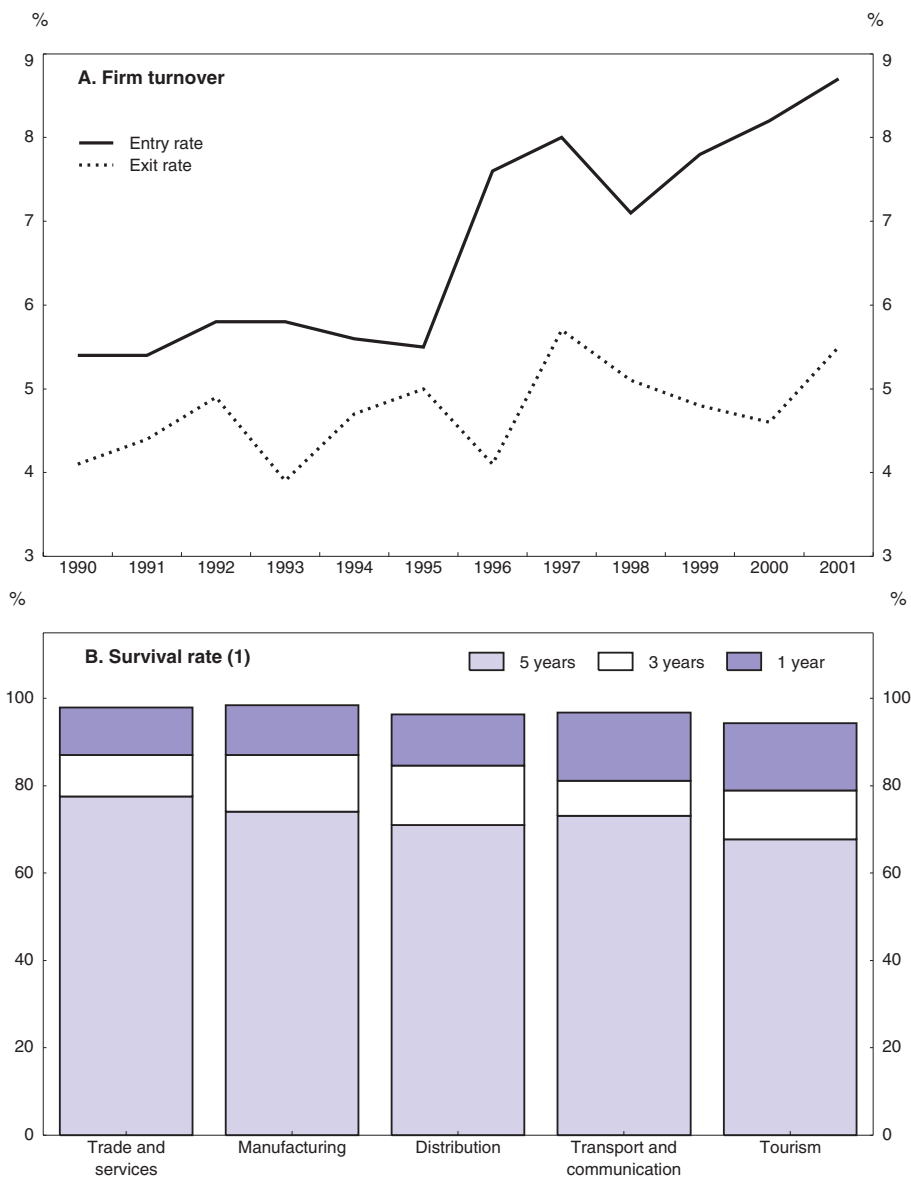 % %
A. Firm turnover
Entry rate
Exit rate
9 9
8 8
7 7
6 6
5 5
4 4
3 3
1990 1991 1992 1993 1994 1995 1996 1997 1998 1999 2000 2001
% %
B. Survival rate (1)
5 years 3 years 1 year
100 100
80 80
60 60
40 40
20 20
0 0
Trade and services
Manufacturing
Distribution
Transport and communication
Tourism